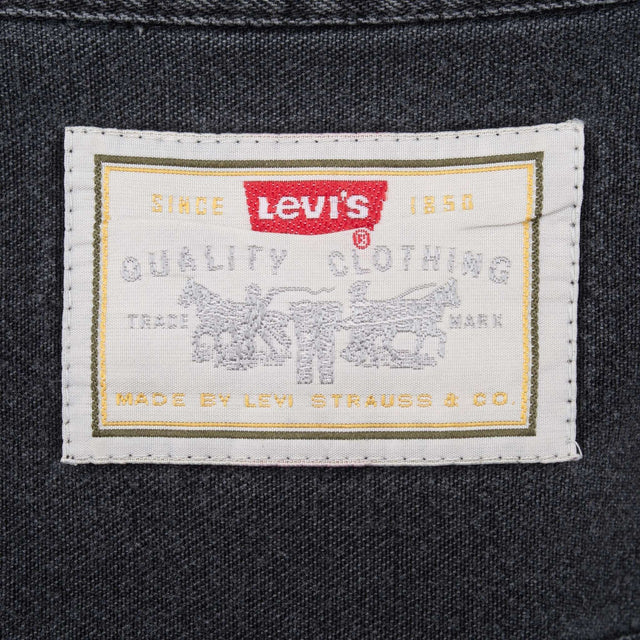 SINCE Levi's ® 1850
QUALITY CLOTHING
TRADE MARK
MADE BY LEVI STRAUSS & CO.